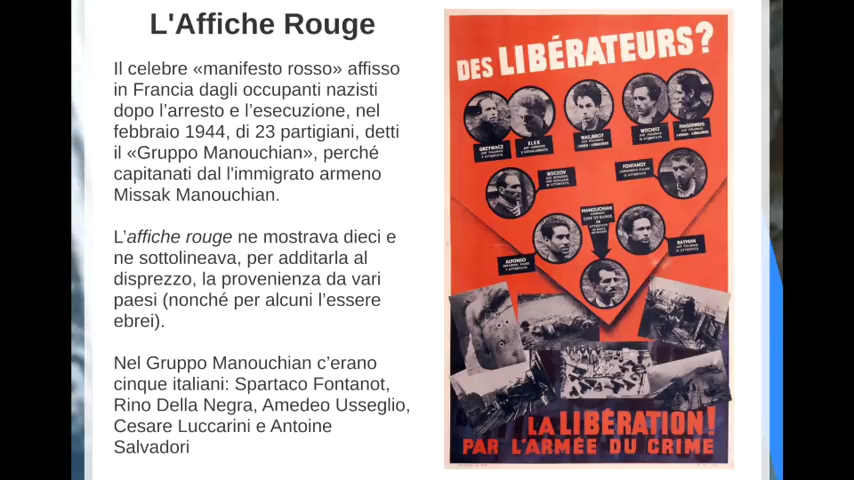 L'Affiche Rouge
Il celebre «manifesto rosso» affisso
in Francia dagli occupanti nazisti
dopo l’arresto e l’esecuzione, nel
febbraio 1944, di 23 partigiani, detti
il «Gruppo Manouchian», perché
capitanati dal l'immigrato armeno
Missak Manouchian.
L’affiche rouge ne mostrava dieci e
ne sottolineava, per additarla al
disprezzo, la provenienza da vari
paesi (nonché per alcuni l’essere
ebrei).
Nel Gruppo Manouchian c’erano
cinque italiani: Spartaco Fontanot,
Rino Della Negra, Amedeo Usseglio,
Cesare Luccarini e Antoine
Salvadori
DES LIBÉRATEURS?
GRZYWACZ
ELEK
WASJBROT
WITCHITZ
FINGERWEIG
BOCZOV
FONTANOT
MANOUCHIAN
ALFONSO
RAYMAN
LA LIBÉRATION!
PAR L'ARMÉE DU CRIME